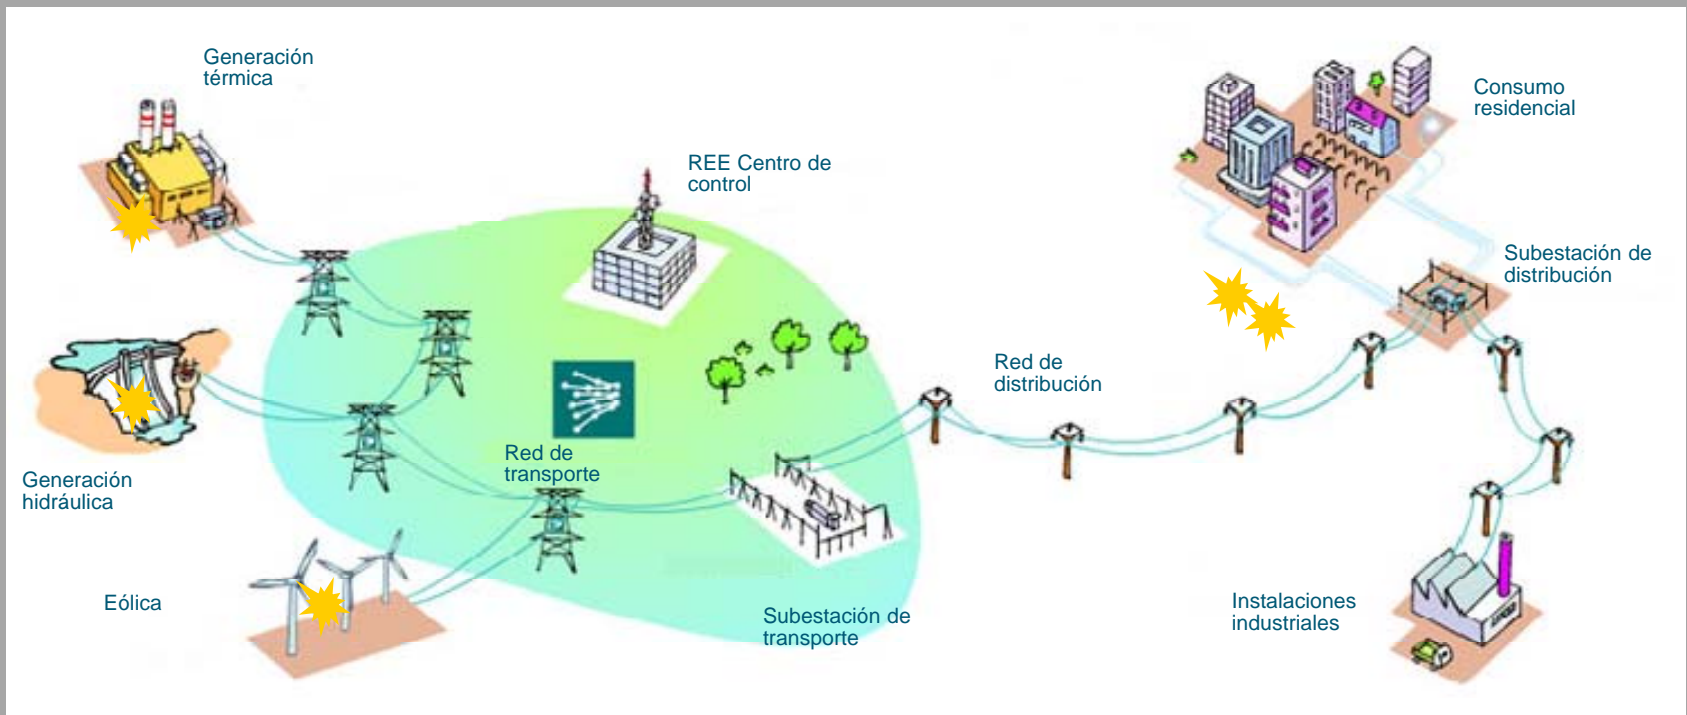 Generación
térmica
REE Centro de
control
Consumo
residencial
Subestación de
distribución
Red de
distribución
Red de
transporte
Generación
hidráulica
Eólica
Subestación de
transporte
Instalaciones
industriales